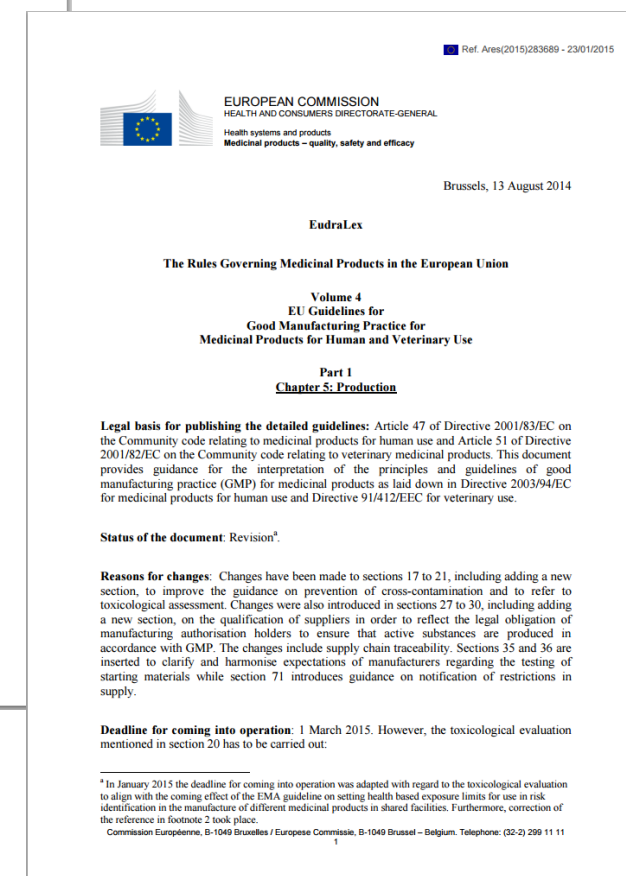 Ref. Ares(2015)283689 - 23/01/2015
EUROPEAN COMMISSION
HEALTH AND CONSUMERS DIRECTORATE-GENERAL
Health systems and products
Medicinal products – quality, safety and efficacy
Brussels, 13 August 2014
EudraLex
The Rules Governing Medicinal Products in the European Union
Volume 4
EU Guidelines for
Good Manufacturing Practice for
Medicinal Products for Human and Veterinary Use
Part 1
Chapter 5: Production
Legal basis for publishing the detailed guidelines: Article 47 of Directive 2001/83/EC on
the Community code relating to medicinal products for human use and Article 51 of Directive
2001/82/EC on the Community code relating to veterinary medicinal products. This document
provides guidance for the interpretation of the principles and guidelines of good
manufacturing practice (GMP) for medicinal products as laid down in Directive 2003/94/EC
for medicinal products for human use and Directive 91/412/EEC for veterinary use.
Status of the document: Revisionᵃ.
Reasons for changes: Changes have been made to sections 17 to 21, including adding a new
section, to improve the guidance on prevention of cross-contamination and to refer to
toxicological assessment. Changes were also introduced in sections 27 to 30, including adding
a new section, on the qualification of suppliers in order to reflect the legal obligation of
manufacturing authorisation holders to ensure that active substances are produced in
accordance with GMP. The changes include supply chain traceability. Sections 35 and 36 are
inserted to clarify and harmonise expectations of manufacturers regarding the testing of
starting materials while section 71 introduces guidance on notification of restrictions in
supply.
Deadline for coming into operation: 1 March 2015. However, the toxicological evaluation
mentioned in section 20 has to be carried out:
ᵃ In January 2015 the deadline for coming into operation was adapted with regard to the toxicological evaluation
to align with the coming effect of the EMA guideline on setting health based exposure limits for use in risk
identification in the manufacture of different medicinal products in shared facilities. Furthermore, correction of
the reference in footnote 2 took place.
Commission Européenne, B-1049 Bruxelles / Europese Commissie, B-1049 Brussel – Belgium. Telephone: (32-2) 299 11 11
1